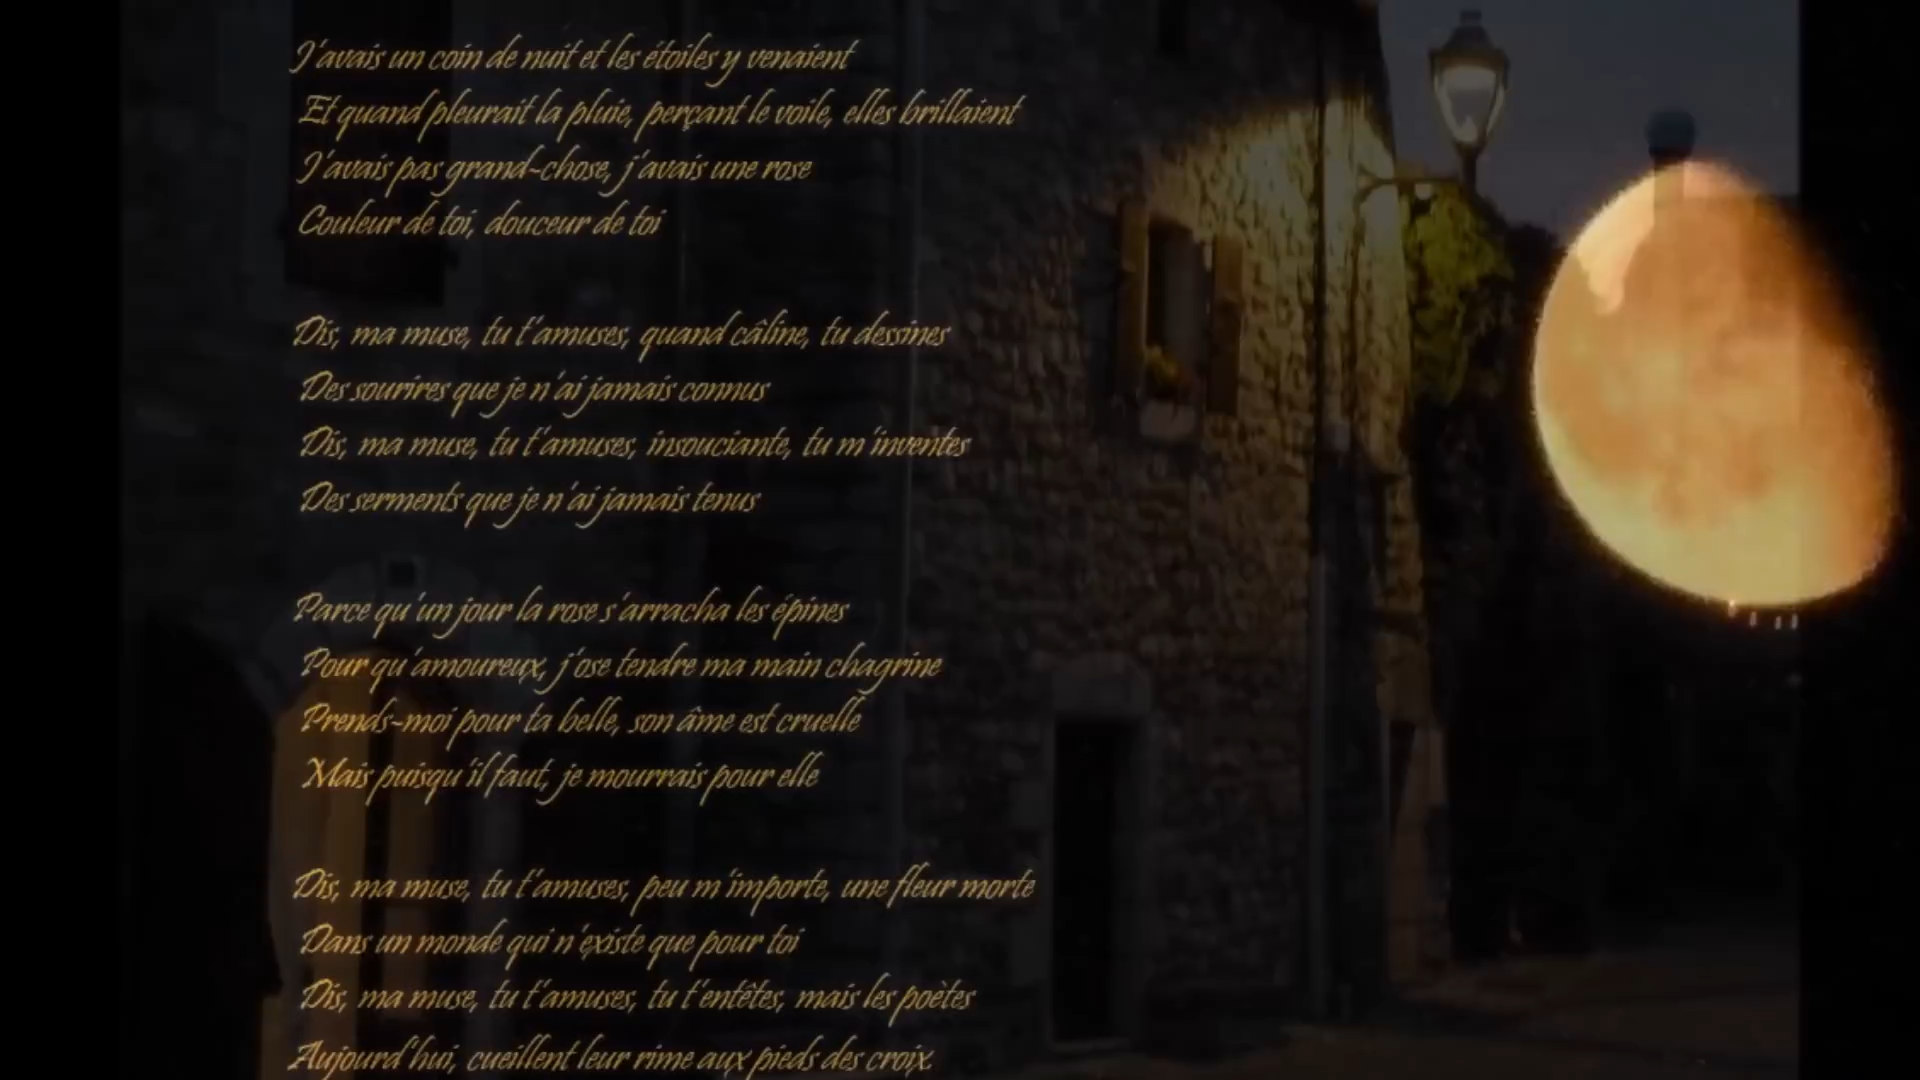 J'avais un coin de nuit et les étoiles y venaient
Et quand pleurait la pluie, perçant le voile, elles brillaient
J'avais pas grand-chose, j'avais une rose
Couleur de toi, douceur de toi
Dis, ma muse, tu t'amuses, quand câline, tu dessines
Des sourires que je n'ai jamais connus
Dis, ma muse, tu t'amuses, insouciante, tu m'inventes
Des serments que je n'ai jamais tenus
Parce qu'un jour la rose s'arracha les épines
Pour qu'amoureux, j'ose tendre ma main chagrine
Prends-moi pour ta belle, son âme est cruelle
Mais puisqu'il faut, je mourrais pour elle
Dis, ma muse, tu t'amuses, peu m'importe, une fleur morte
Dans un monde qui n'existe que pour toi
Dis, ma muse, tu t'amuses, tu t'entêtes, mais les poètes
Aujourd'hui, cueillent leur rime aux pieds des croix